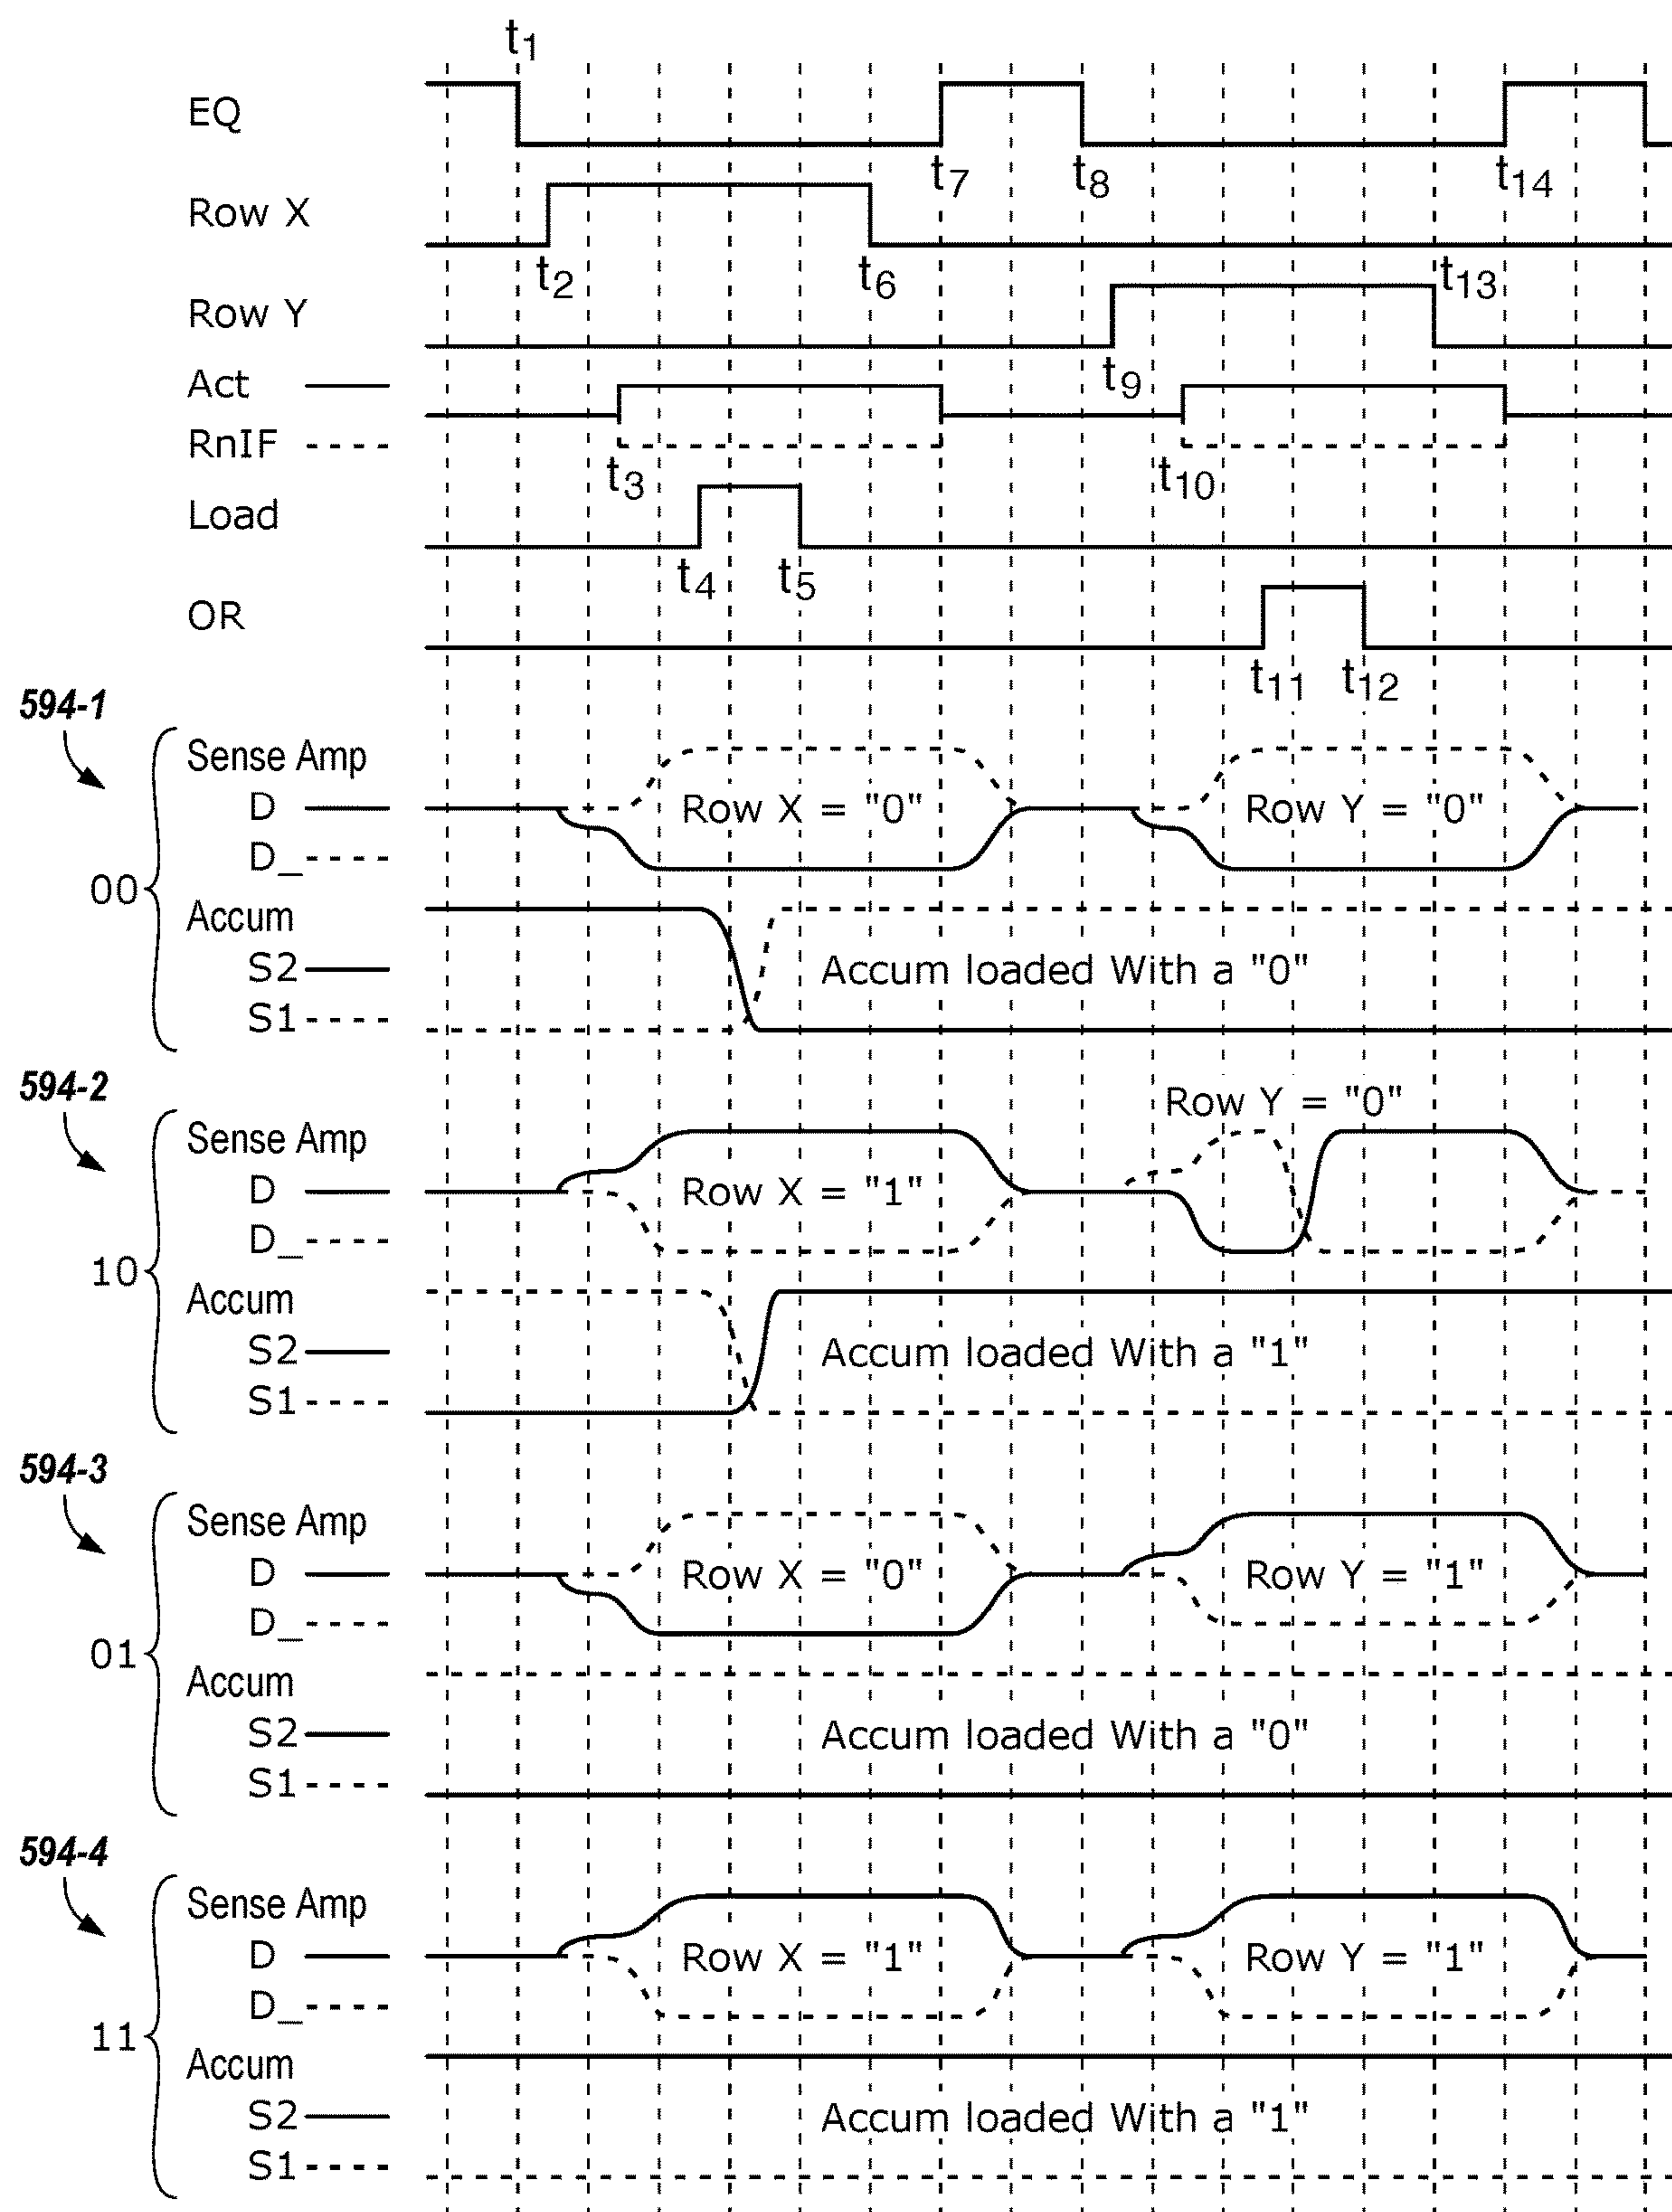 t1
EQ
t7 t8 t14
Row X
t2 t6 t13
Row Y
t9
Act
RnIF
t3 t10
Load
t4 t5
OR
t11 t12
594-1
Sense Amp
D Row X = "0" Row Y = "0"
D_
00
Accum
S2 Accum loaded With a "0"
S1
594-2
Row Y = "0"
Sense Amp
D Row X = "1"
D_
10
Accum
S2 Accum loaded With a "1"
S1
594-3
Sense Amp
D Row X = "0" Row Y = "1"
D_
01
Accum
S2 Accum loaded With a "0"
S1
594-4
Sense Amp
D Row X = "1" Row Y = "1"
D_
11
Accum
S2 Accum loaded With a "1"
S1